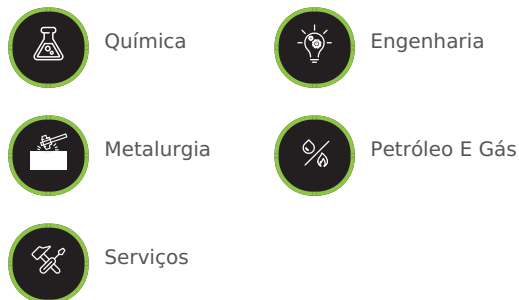 Química
Engenharia
Metalurgia
Petróleo E Gás
Serviços